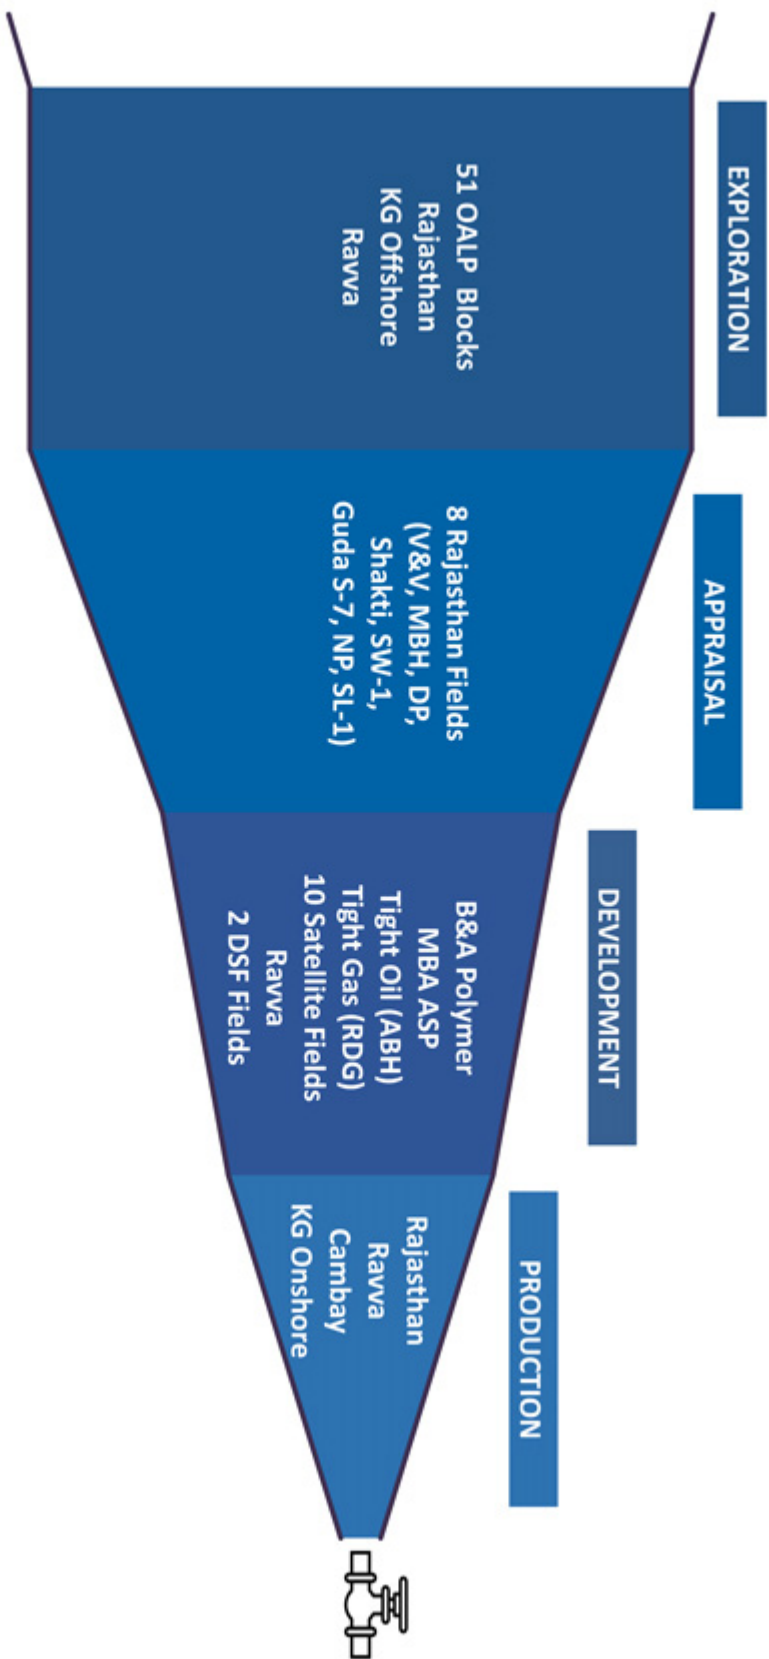 EXPLORATION
51 OALP Blocks
Rajasthan
KG Offshore
Ravva
APPRAISAL
8 Rajasthan Fields
(V&V, MBH, DP,
Shakti, SW-1,
Guda S-7, NP, SL-1)
DEVELOPMENT
B&A Polymer
MBA ASP
Tight Oil (ABH)
Tight Gas (RDG)
10 Satellite Fields
Ravva
2 DSF Fields
PRODUCTION
Rajasthan
Ravva
Cambay
KG Onshore